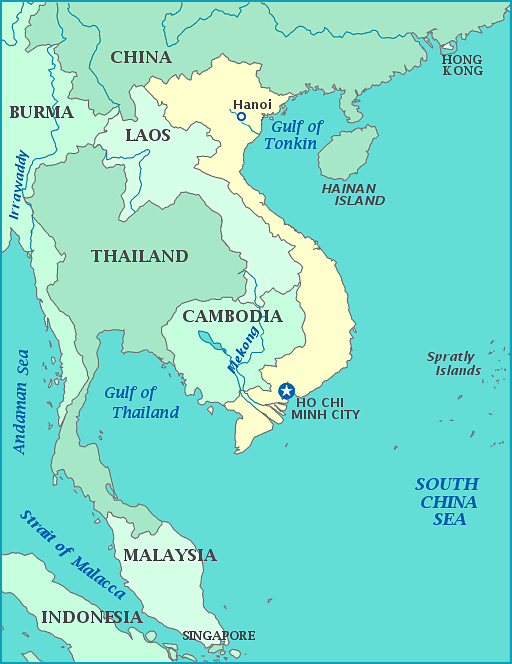 CHINA
HONG
KONG
BURMA
Hanoi
LAOS
Gulf of
Tonkin
Irrawaddy
HAINAN
ISLAND
THAILAND
CAMBODIA
Mekong
Spratly
Islands
Andaman Sea
Gulf of
Thailand
HO CHI
MINH CITY
SOUTH
CHINA
SEA
Strait of Malacca
MALAYSIA
INDONESIA
SINGAPORE